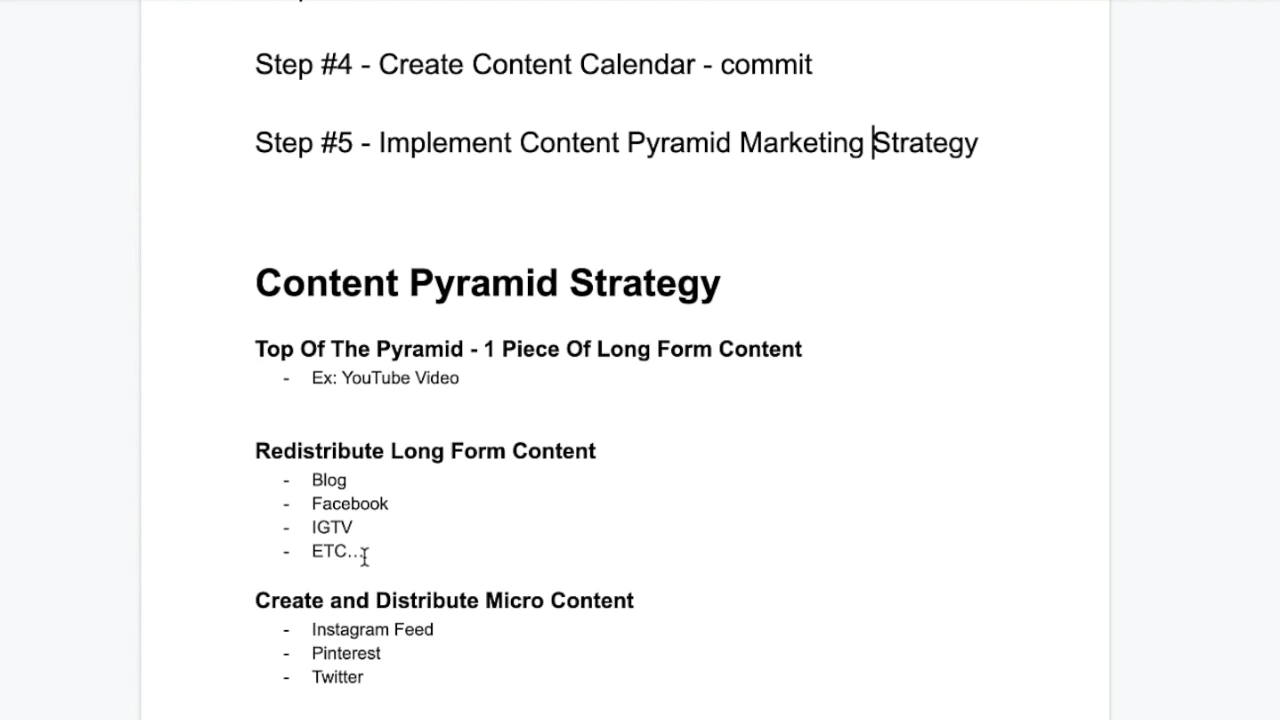 Step #4 - Create Content Calendar - commit
Step #5 - Implement Content Pyramid Marketing Strategy
Content Pyramid Strategy
Top Of The Pyramid - 1 Piece Of Long Form Content
- Ex: YouTube Video
Redistribute Long Form Content
- Blog
- Facebook
- IGTV
- ETC...
Create and Distribute Micro Content
- Instagram Feed
- Pinterest
- Twitter